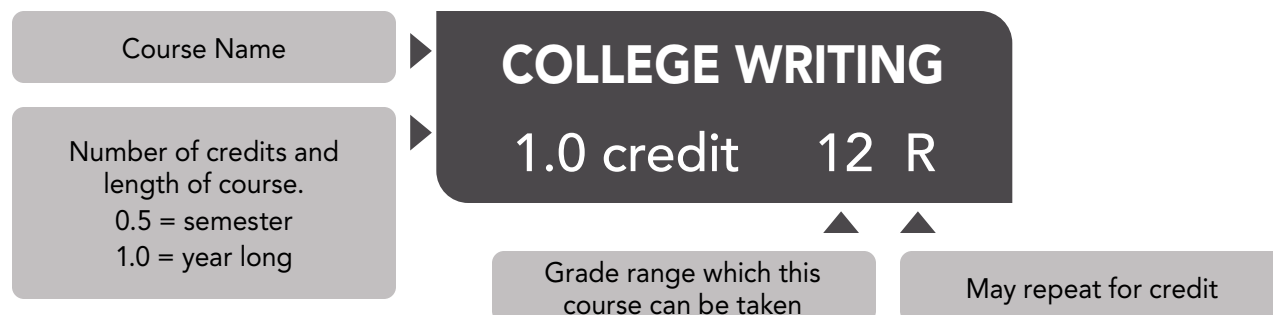 Course Name
COLLEGE WRITING
Number of credits and
length of course.
0.5 = semester
1.0 = year long
1.0 credit 12 R
Grade range which this
course can be taken
May repeat for credit